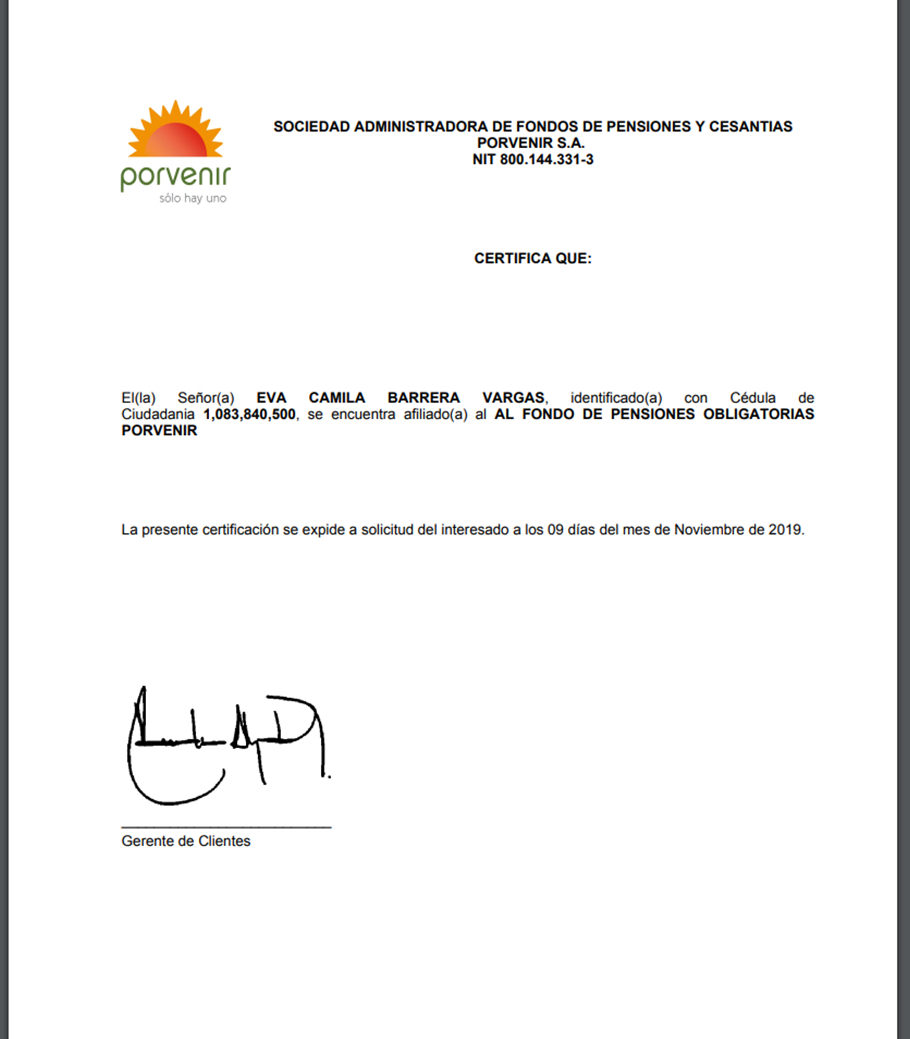 porvenir
sólo hay uno
SOCIEDAD ADMINISTRADORA DE FONDOS DE PENSIONES Y CESANTIAS
PORVENIR S.A.
NIT 800.144.331-3
CERTIFICA QUE:
El(la) Señor(a) EVA CAMILA BARRERA VARGAS, identificado(a) con Cédula de
Ciudadania 1,083,840,500, se encuentra afiliado(a) al AL FONDO DE PENSIONES OBLIGATORIAS
PORVENIR
La presente certificación se expide a solicitud del interesado a los 09 días del mes de Noviembre de 2019.
Gerente de Clientes